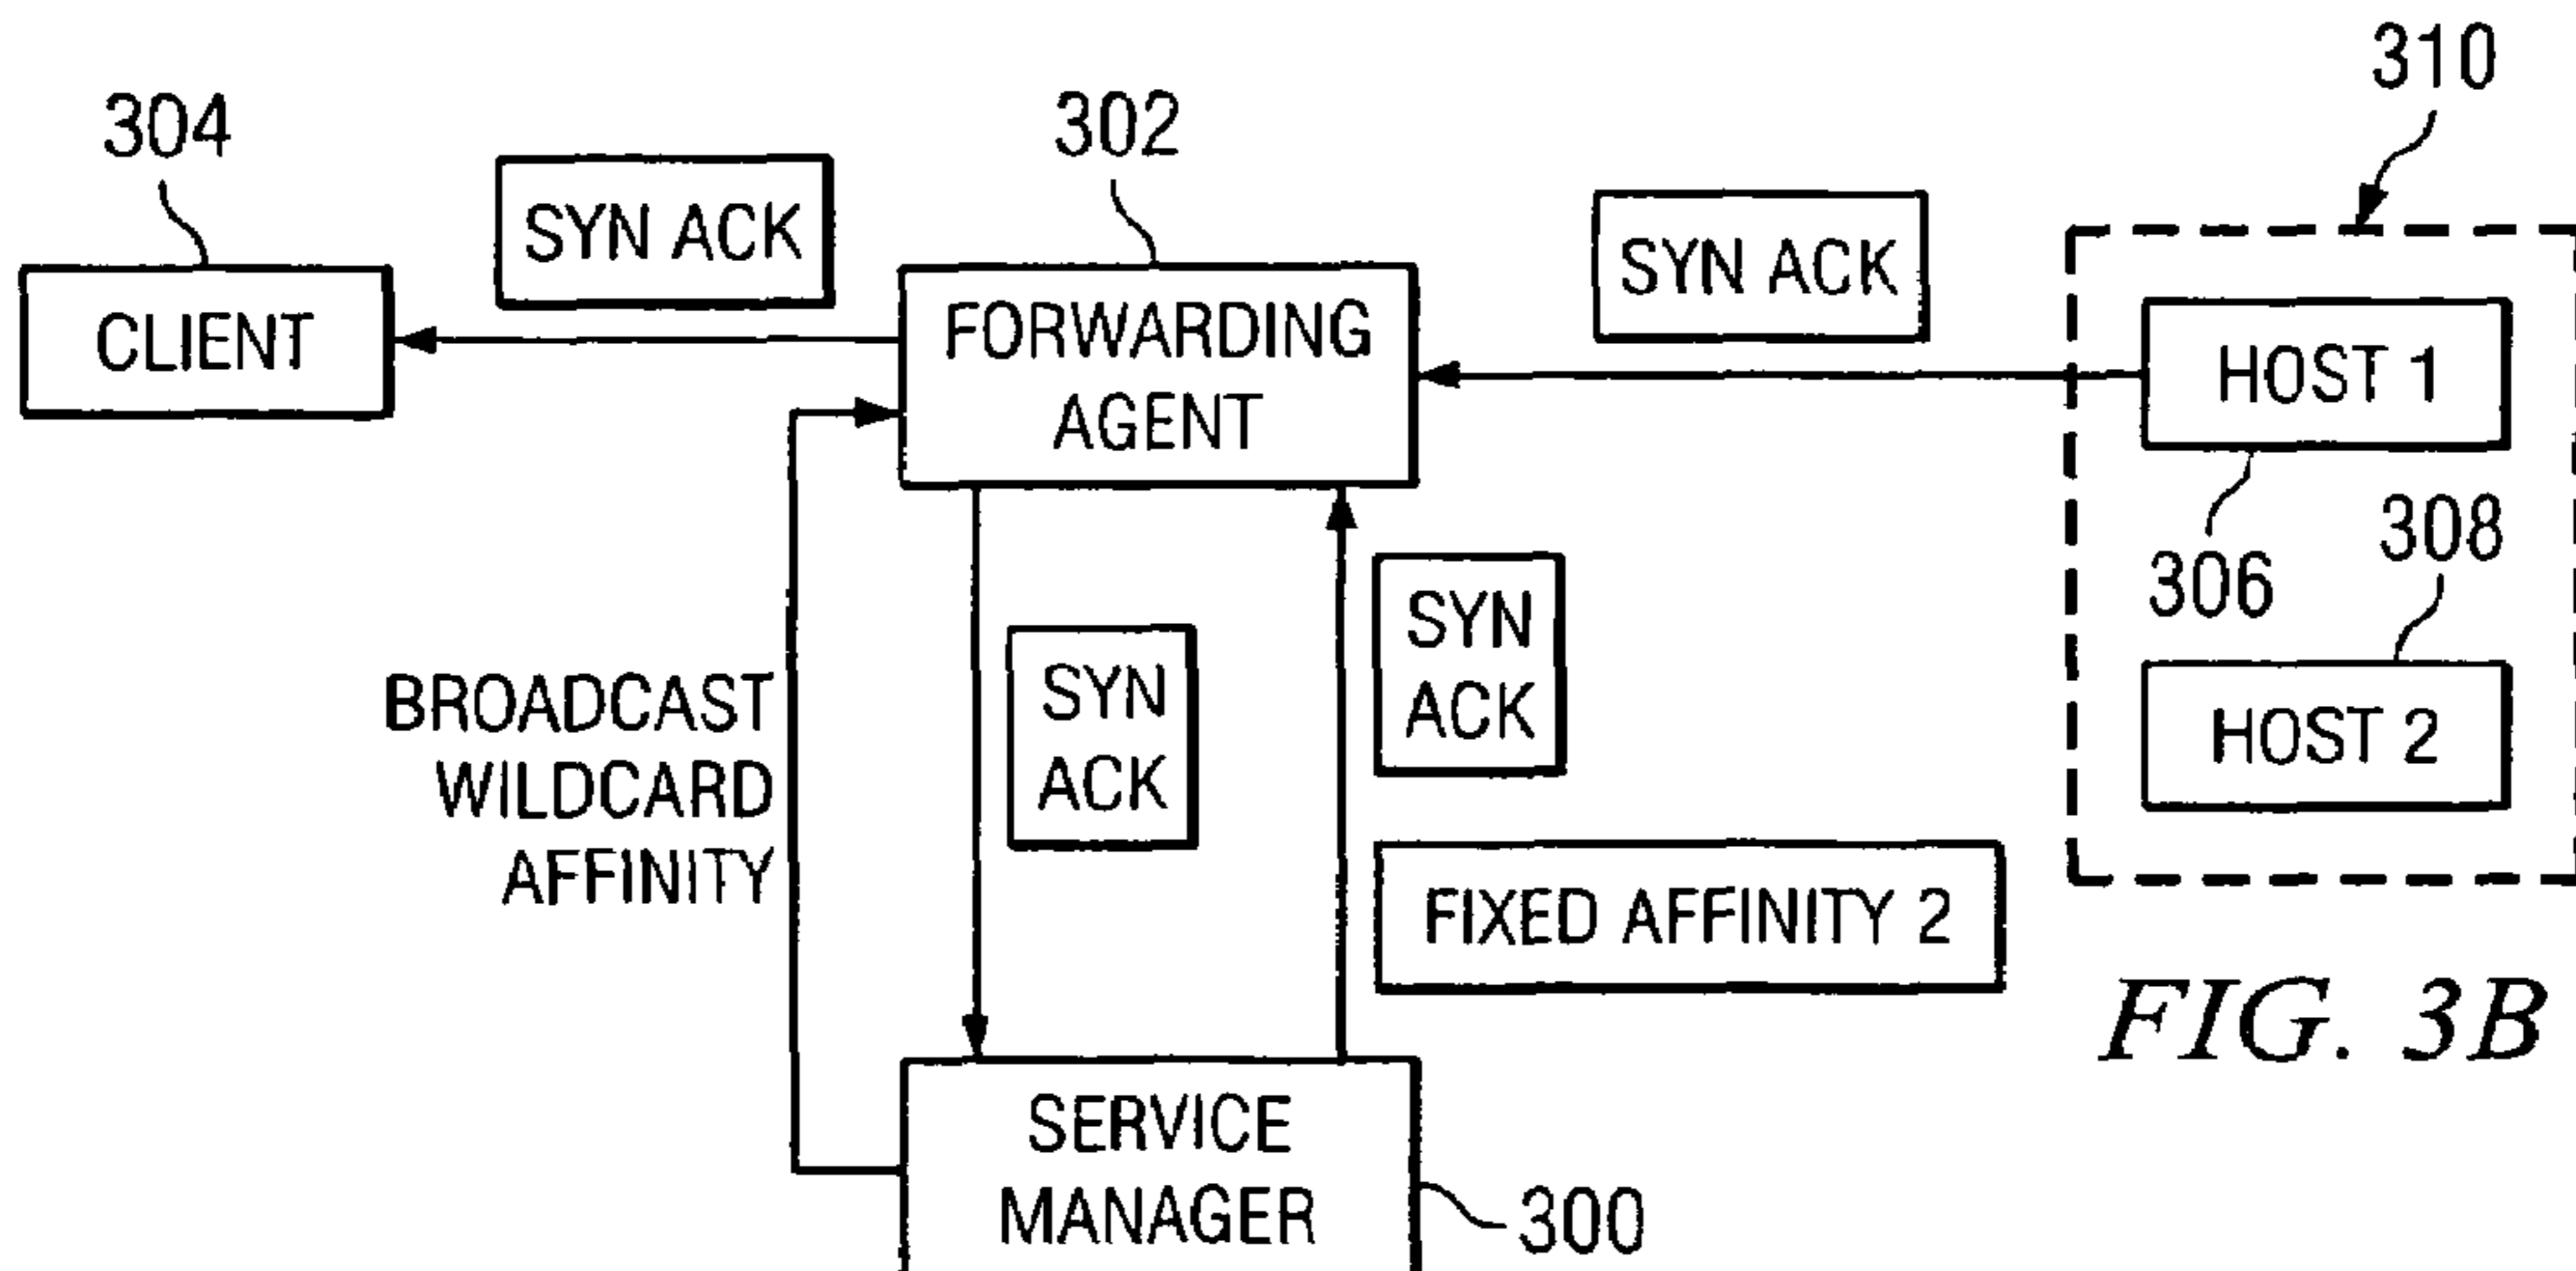 310
304
302
SYN ACK
SYN ACK
CLIENT
FORWARDING
AGENT
HOST 1
306
308
SYN
ACK
SYN
ACK
HOST 2
BROADCAST
WILDCARD
AFFINITY
FIXED AFFINITY 2
FIG. 3B
SERVICE
MANAGER
300